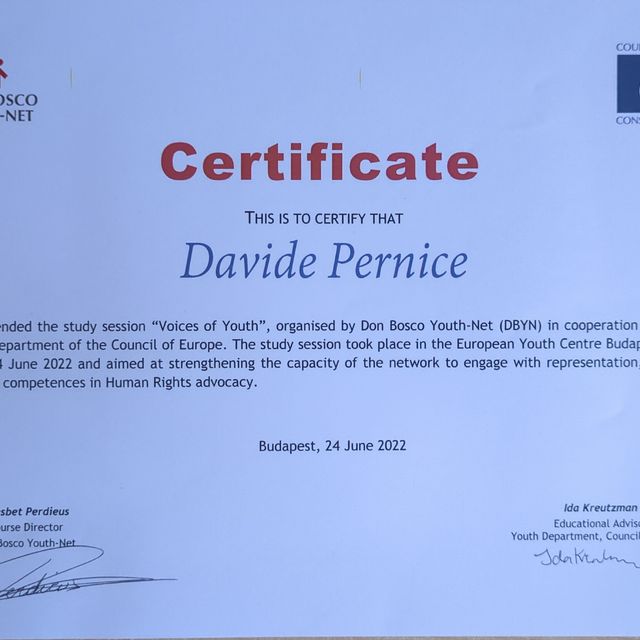 COU
OSCO
-NET
CONS
Certificate
THIS IS TO CERTIFY THAT
Davide Pernice
ended the study session “Voices of Youth”, organised by Don Bosco Youth-Net (DBYN) in cooperation
epartment of the Council of Europe. The study session took place in the European Youth Centre Budap
4 June 2022 and aimed at strengthening the capacity of the network to engage with representation,
competences in Human Rights advocacy.
Budapest, 24 June 2022
sbet Perdieus
urse Director
Bosco Youth-Net
Ida Kreutzman
Educational Adviso
Youth Department, Council